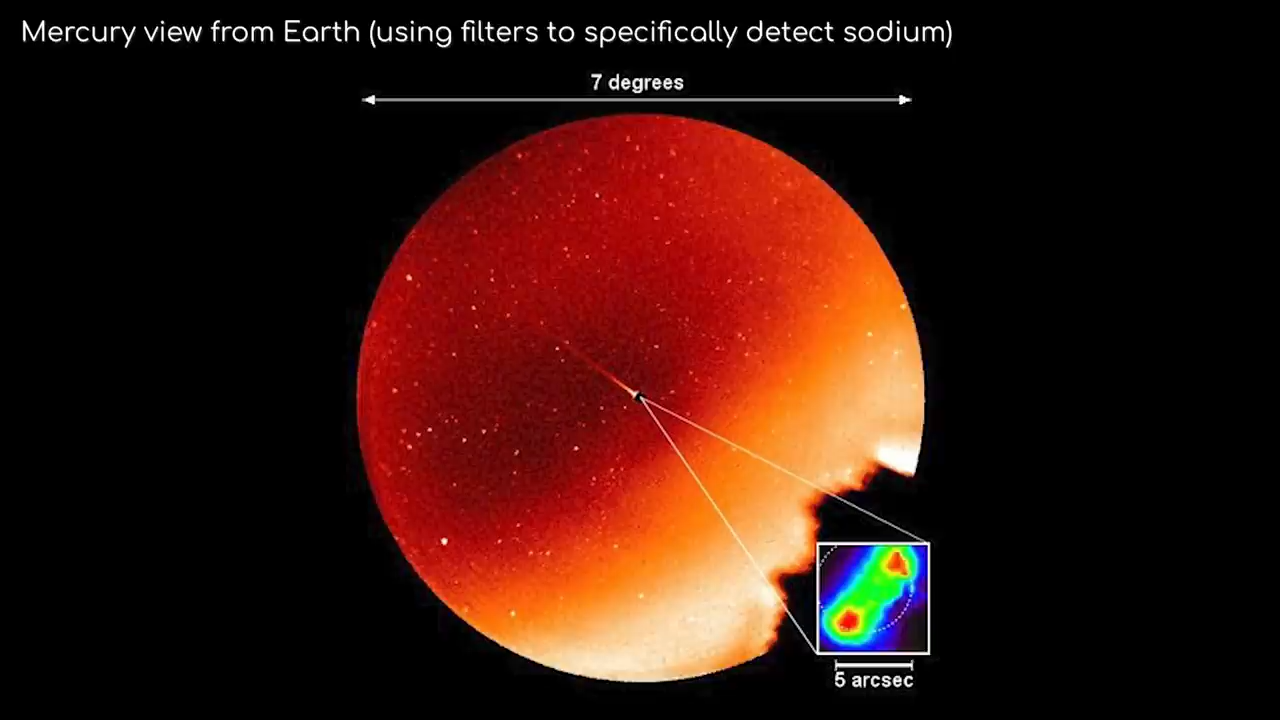 Mercury view from Earth (using filters to specifically detect sodium)
7 degrees
5 arcsec